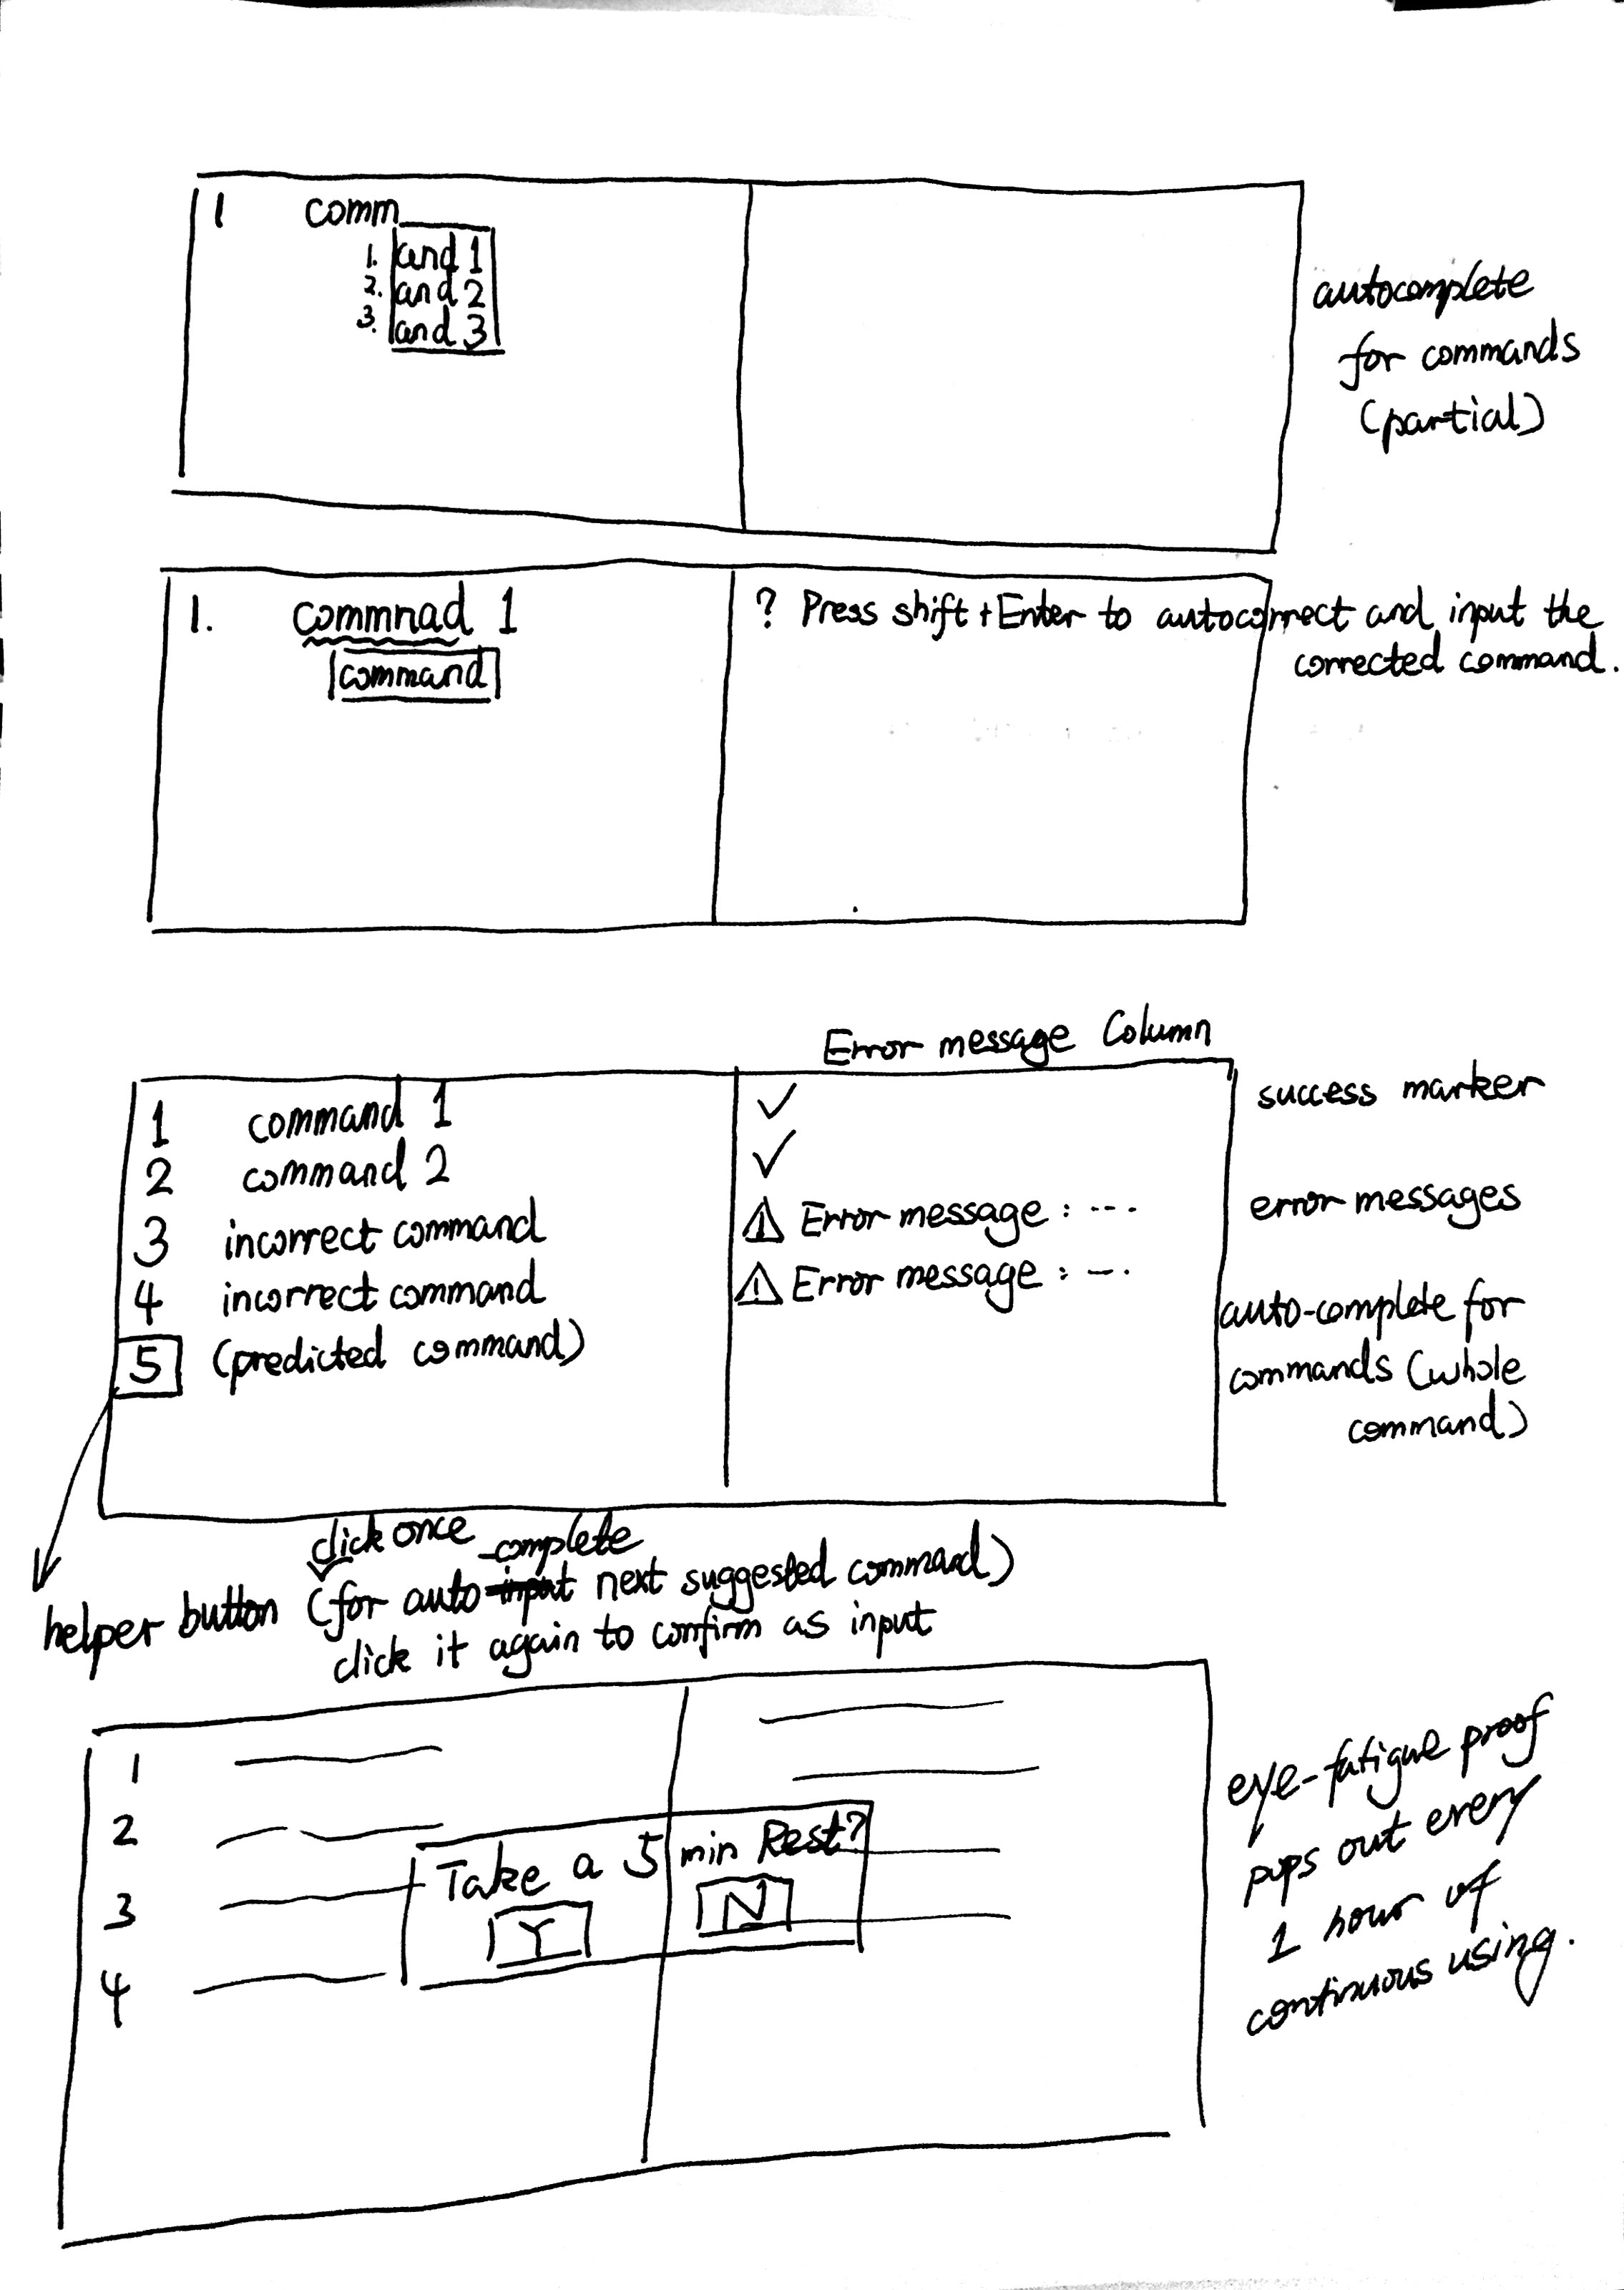 1 comm
1. and 1
2. and 2
3. and 3
autocomplete
for commands
(partial)
1. commnad 1
command
? Press shift + Enter to autocorrect and input the
corrected command.
Error message Column
1 command 1 ✓
2 command 2 ✓
3 incorrect command ⚠ Error message : ---
4 incorrect command ⚠ Error message : --.
5 (predicted command)
success marker
error messages
auto-complete for
commands (whole
command)
click once -complete
helper button (for auto input next suggested command)
click it again to confirm as input
1
2
3
4
Take a 5 min Rest?
Y N
eye-fatigue proof
pups out every
1 hour of
continuous using.